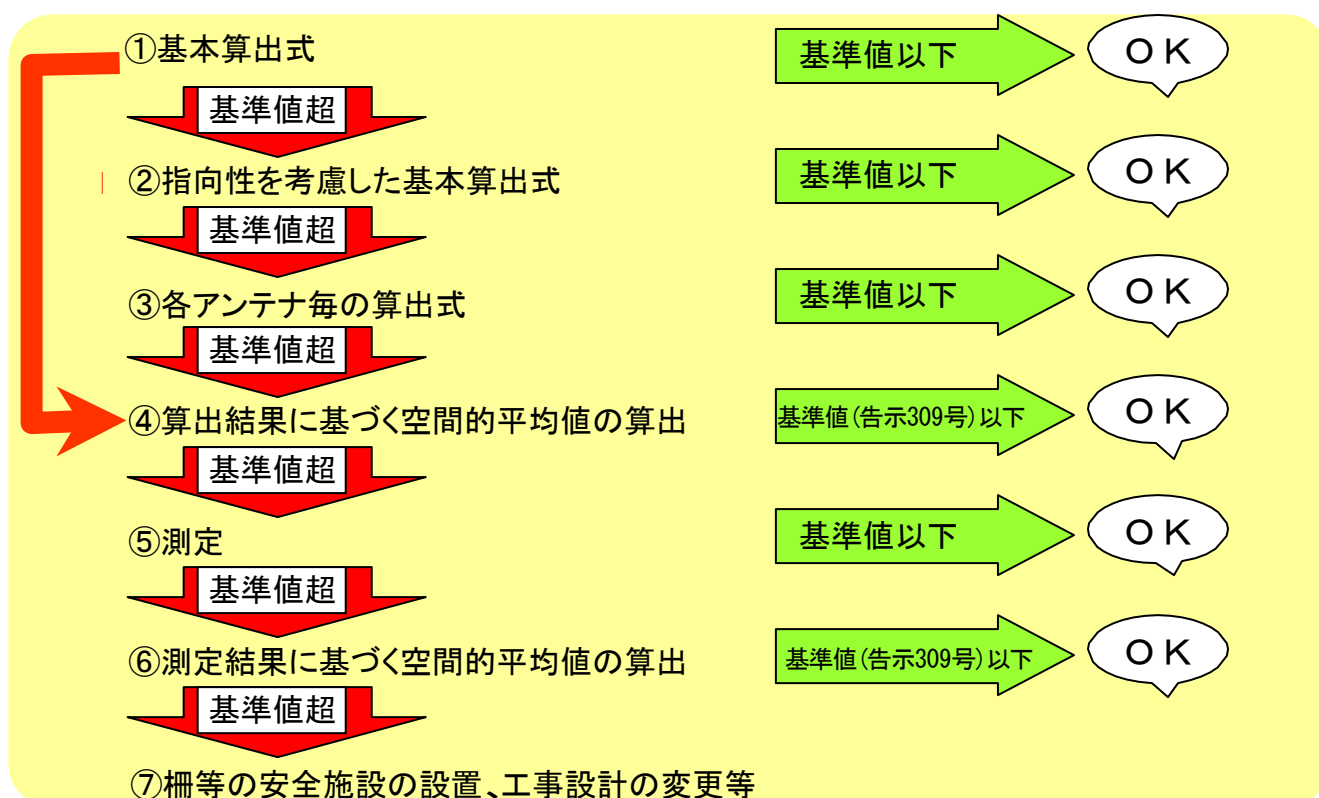 ①基本算出式
基準値以下
ＯＫ
基準値超
②指向性を考慮した基本算出式
基準値以下
ＯＫ
基準値超
③各アンテナ毎の算出式
基準値以下
ＯＫ
基準値超
④算出結果に基づく空間的平均値の算出
基準値(告示309号)以下
ＯＫ
基準値超
⑤測定
基準値以下
ＯＫ
基準値超
⑥測定結果に基づく空間的平均値の算出
基準値(告示309号)以下
ＯＫ
基準値超
⑦柵等の安全施設の設置、工事設計の変更等